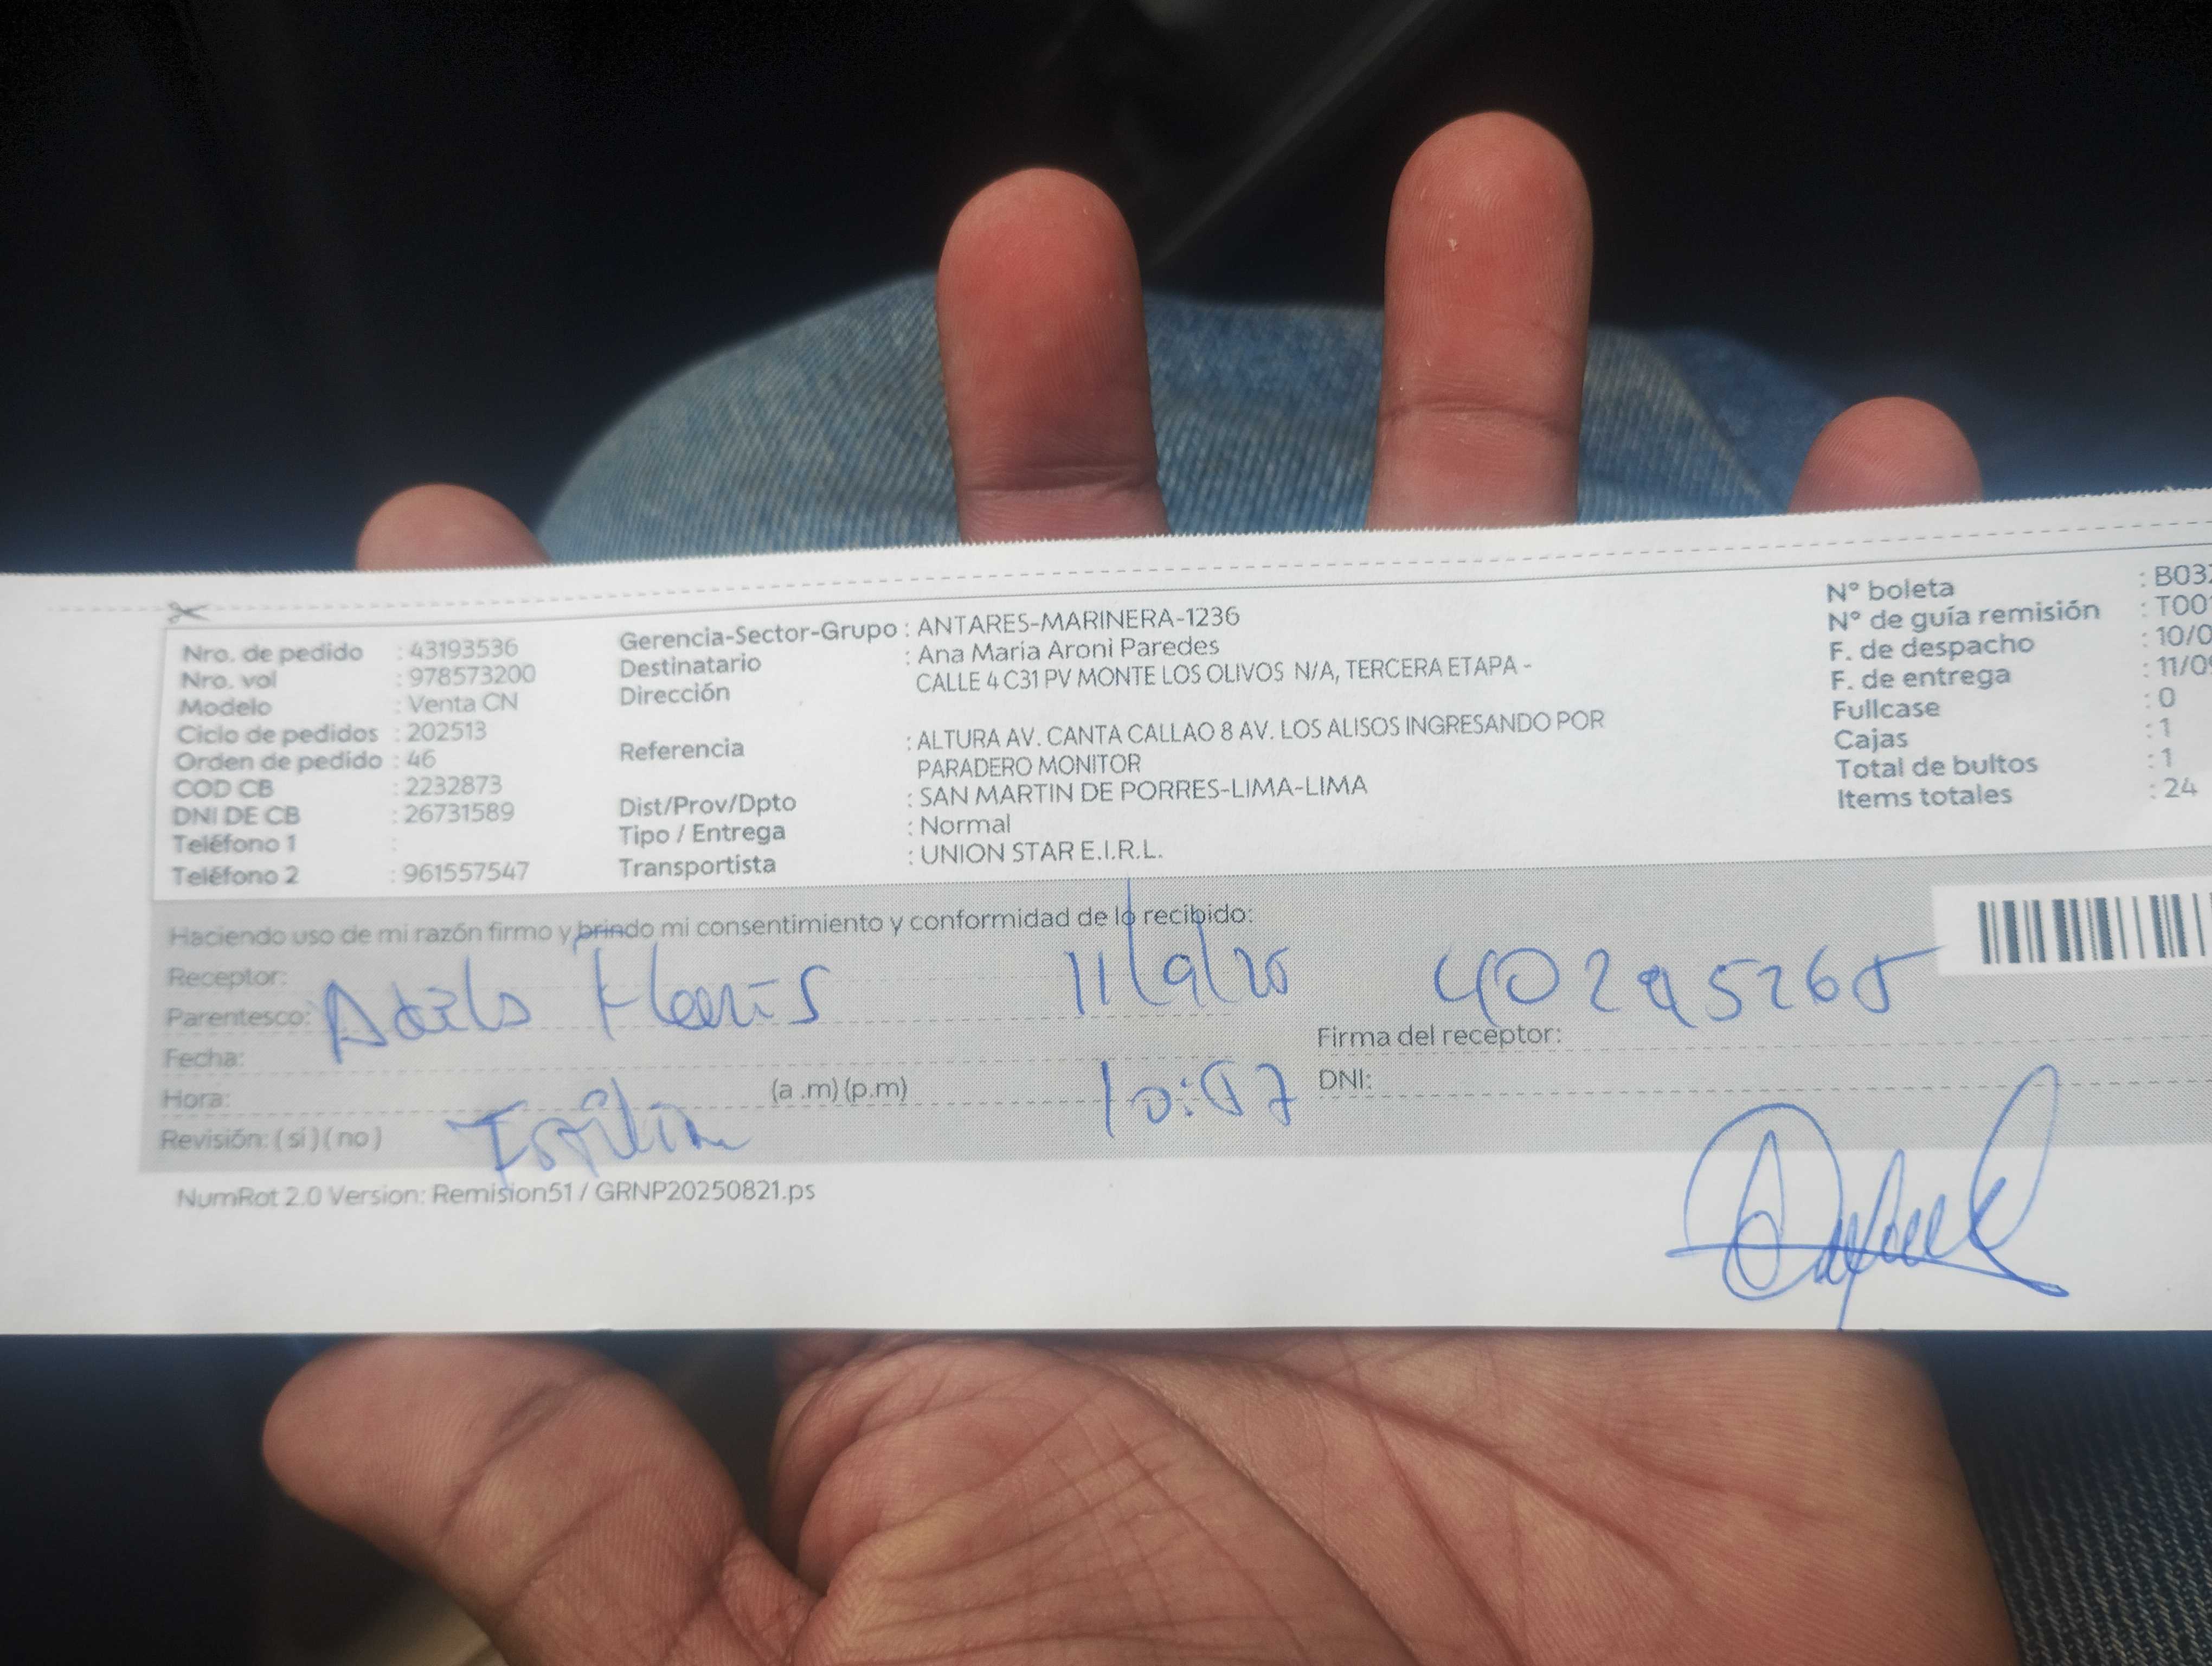 Nro. de pedido : 43193536
Nro. vol : 978573200
Modelo : Venta CN
Ciclo de pedidos : 202513
Orden de pedido : 46
COD CB : 2232873
DNI DE CB : 26731589
Teléfono 1 :
Teléfono 2 : 961557547
Gerencia-Sector-Grupo : ANTARES-MARINERA-1236
Destinatario : Ana Maria Aroni Paredes
Dirección CALLE 4 C31 PV MONTE LOS OLIVOS N/A, TERCERA ETAPA -
Referencia : ALTURA AV. CANTA CALLAO 8 AV. LOS ALISOS INGRESANDO POR
PARADERO MONITOR
Dist/Prov/Dpto : SAN MARTIN DE PORRES-LIMA-LIMA
Tipo / Entrega : Normal
Transportista : UNION STAR E.I.R.L.
N° boleta : B03
N° de guía remisión : T00
F. de despacho : 10/0
F. de entrega : 11/09
Fullcase : 0
Cajas : 1
Total de bultos : 1
Items totales : 24
Haciendo uso de mi razón firmo y brindo mi consentimiento y conformidad de lo recibido:
Receptor:
Parentesco:
Fecha:
Hora: (a .m) (p.m)
Revisión: ( si ) ( no )
11/9/25
10:57
Firma del receptor:
DNI:
NumRot 2.0 Version: Remision51 / GRNP20250821.ps